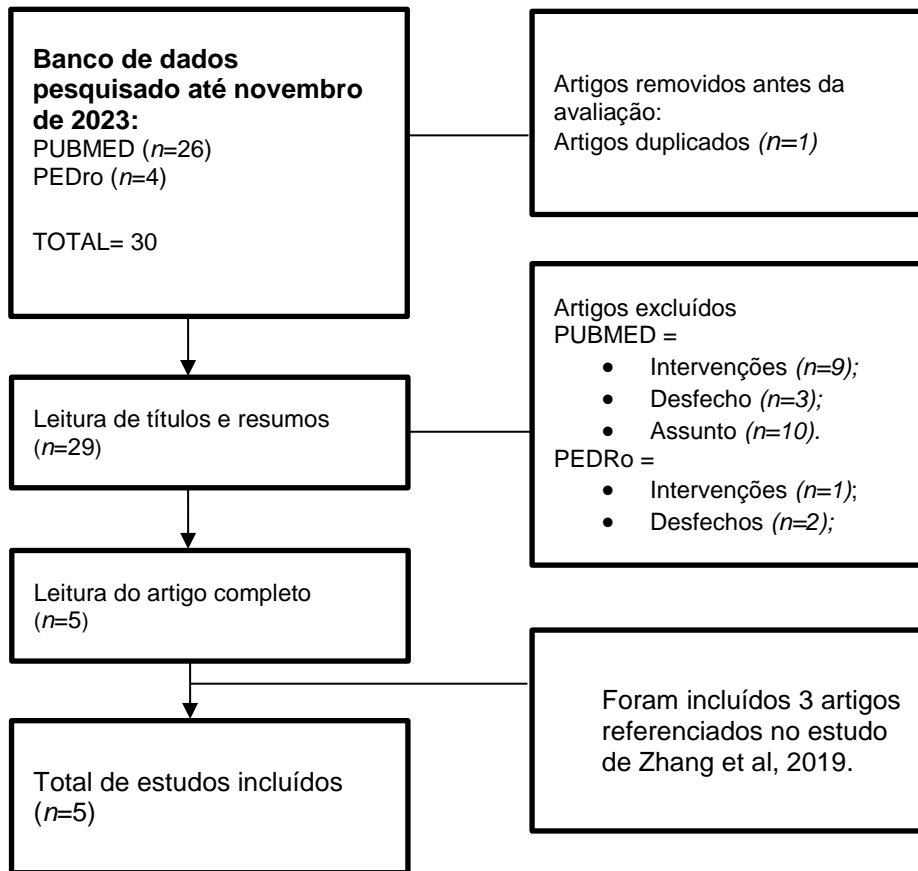 Banco de dados
pesquisado até novembro
de 2023:
PUBMED (n=26)
PEDro (n=4)
TOTAL= 30
Artigos removidos antes da
avaliação:
Artigos duplicados (n=1)
Leitura de títulos e resumos
(n=29)
Artigos excluídos
PUBMED =
• Intervenções (n=9);
• Desfecho (n=3);
• Assunto (n=10).
PEDRo =
• Intervenções (n=1);
• Desfechos (n=2);
Leitura do artigo completo
(n=5)
Foram incluídos 3 artigos
referenciados no estudo
de Zhang et al, 2019.
Total de estudos incluídos
(n=5)